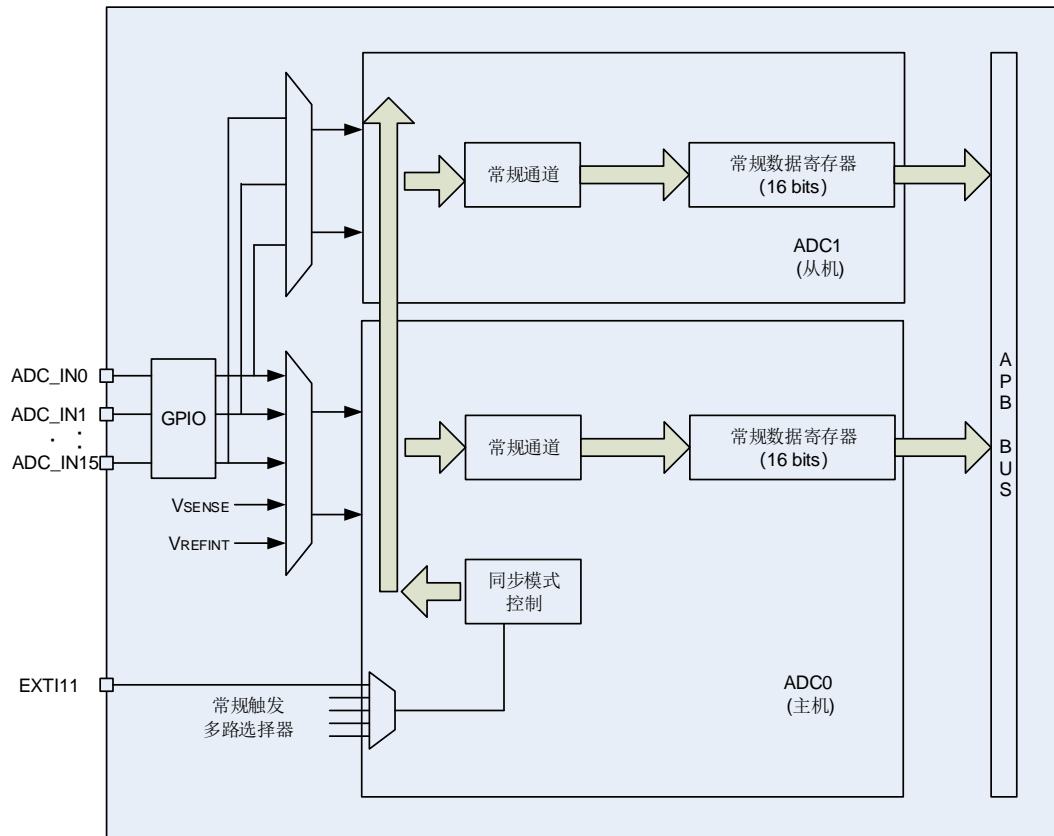 常规通道
常规数据寄存器
(16 bits)
ADC1
(从机)
ADC_IN0
ADC_IN1
. :
ADC_IN15
GPIO
VSENSE
VREFINT
常规通道
常规数据寄存器
(16 bits)
同步模式
控制
EXTI11
常规触发
多路选择器
ADC0
(主机)
APB BUS